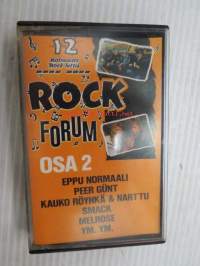 12
ROCK
FORUM
OSA 2
EPPU NORMAALI
PEER GÜNT
KAUKO RÖYHKÄ & NARTTU
SMACK
MELROSE
YM. YM.